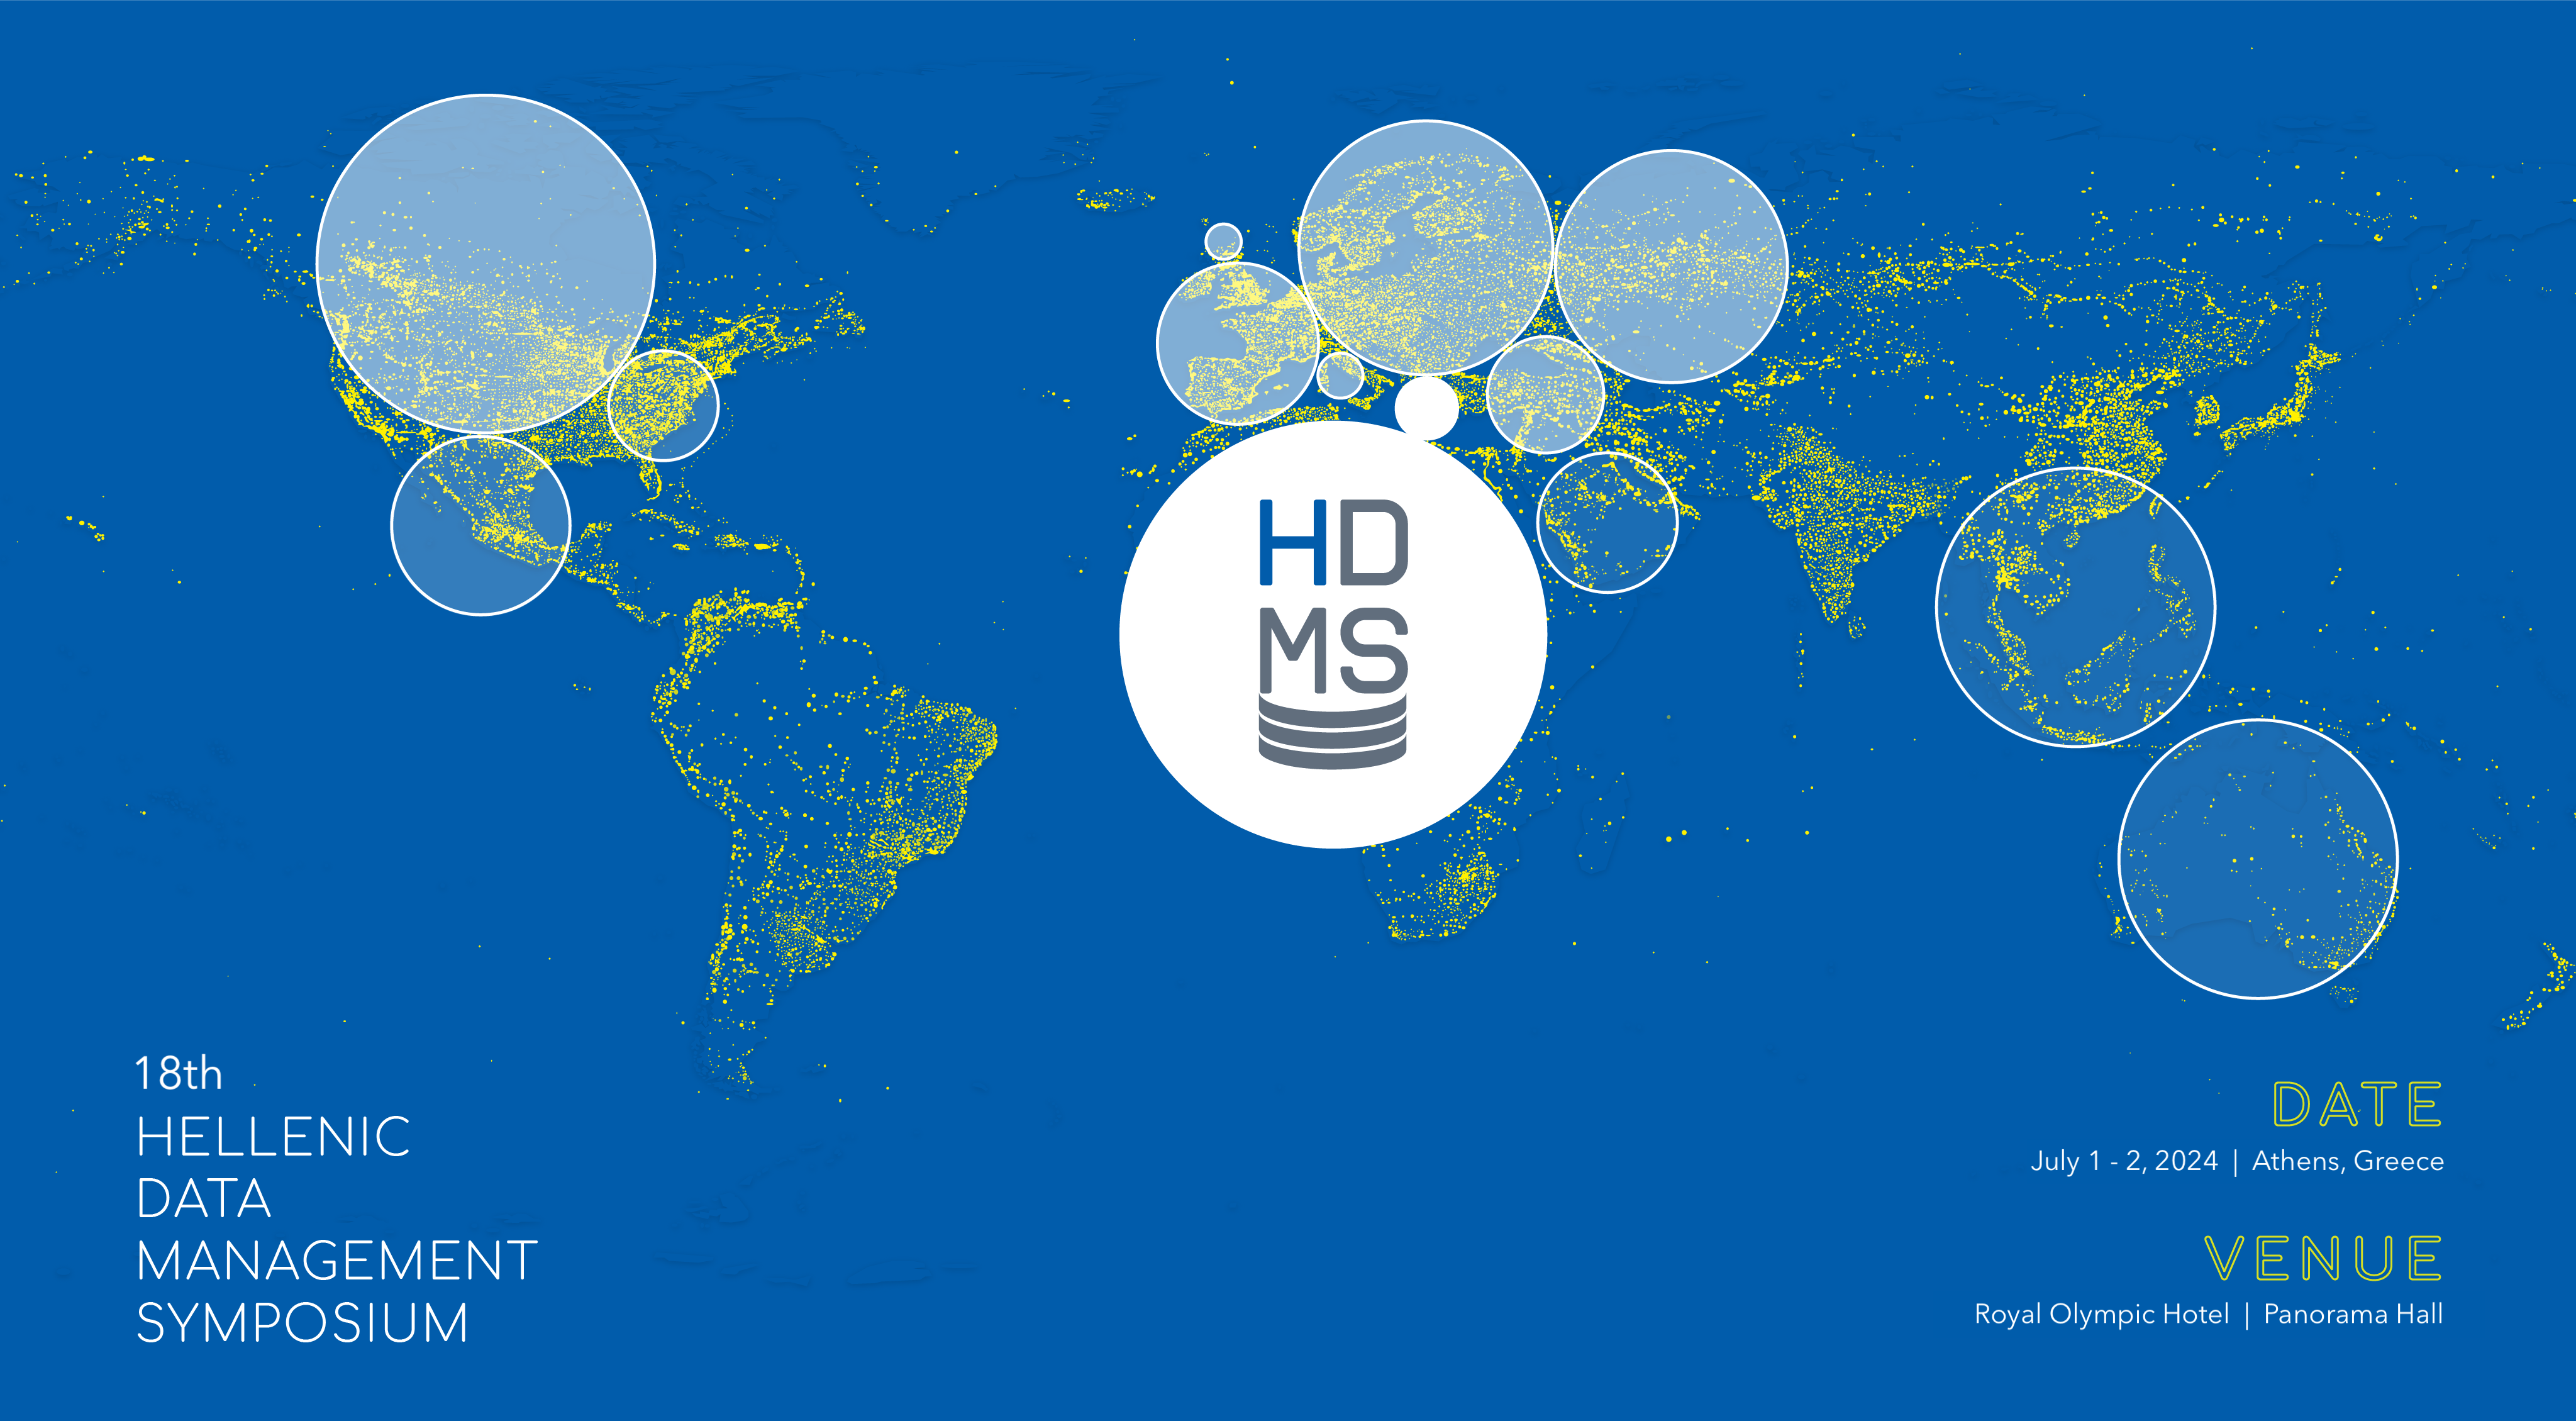 HD
MS
18th
HELLENIC
DATA
MANAGEMENT
SYMPOSIUM
DATE
July 1 - 2, 2024 | Athens, Greece
VENUE
Royal Olympic Hotel | Panorama Hall